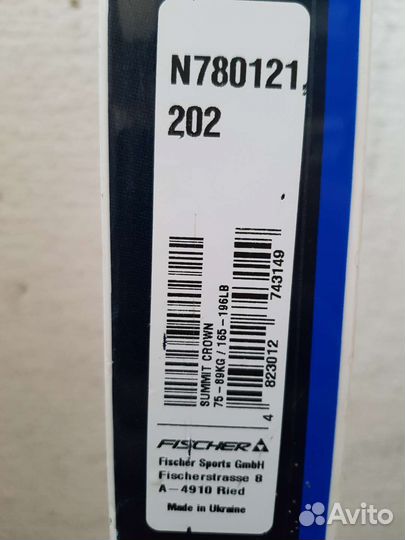 N780121,
202
SUMMIT CROWN
75-89KG / 165-196LB
4 823012 743149
FISCHER
Fischer Sports GmbH
Fischerstrasse 8
A-4910 Ried
Made in Ukraine
Avito